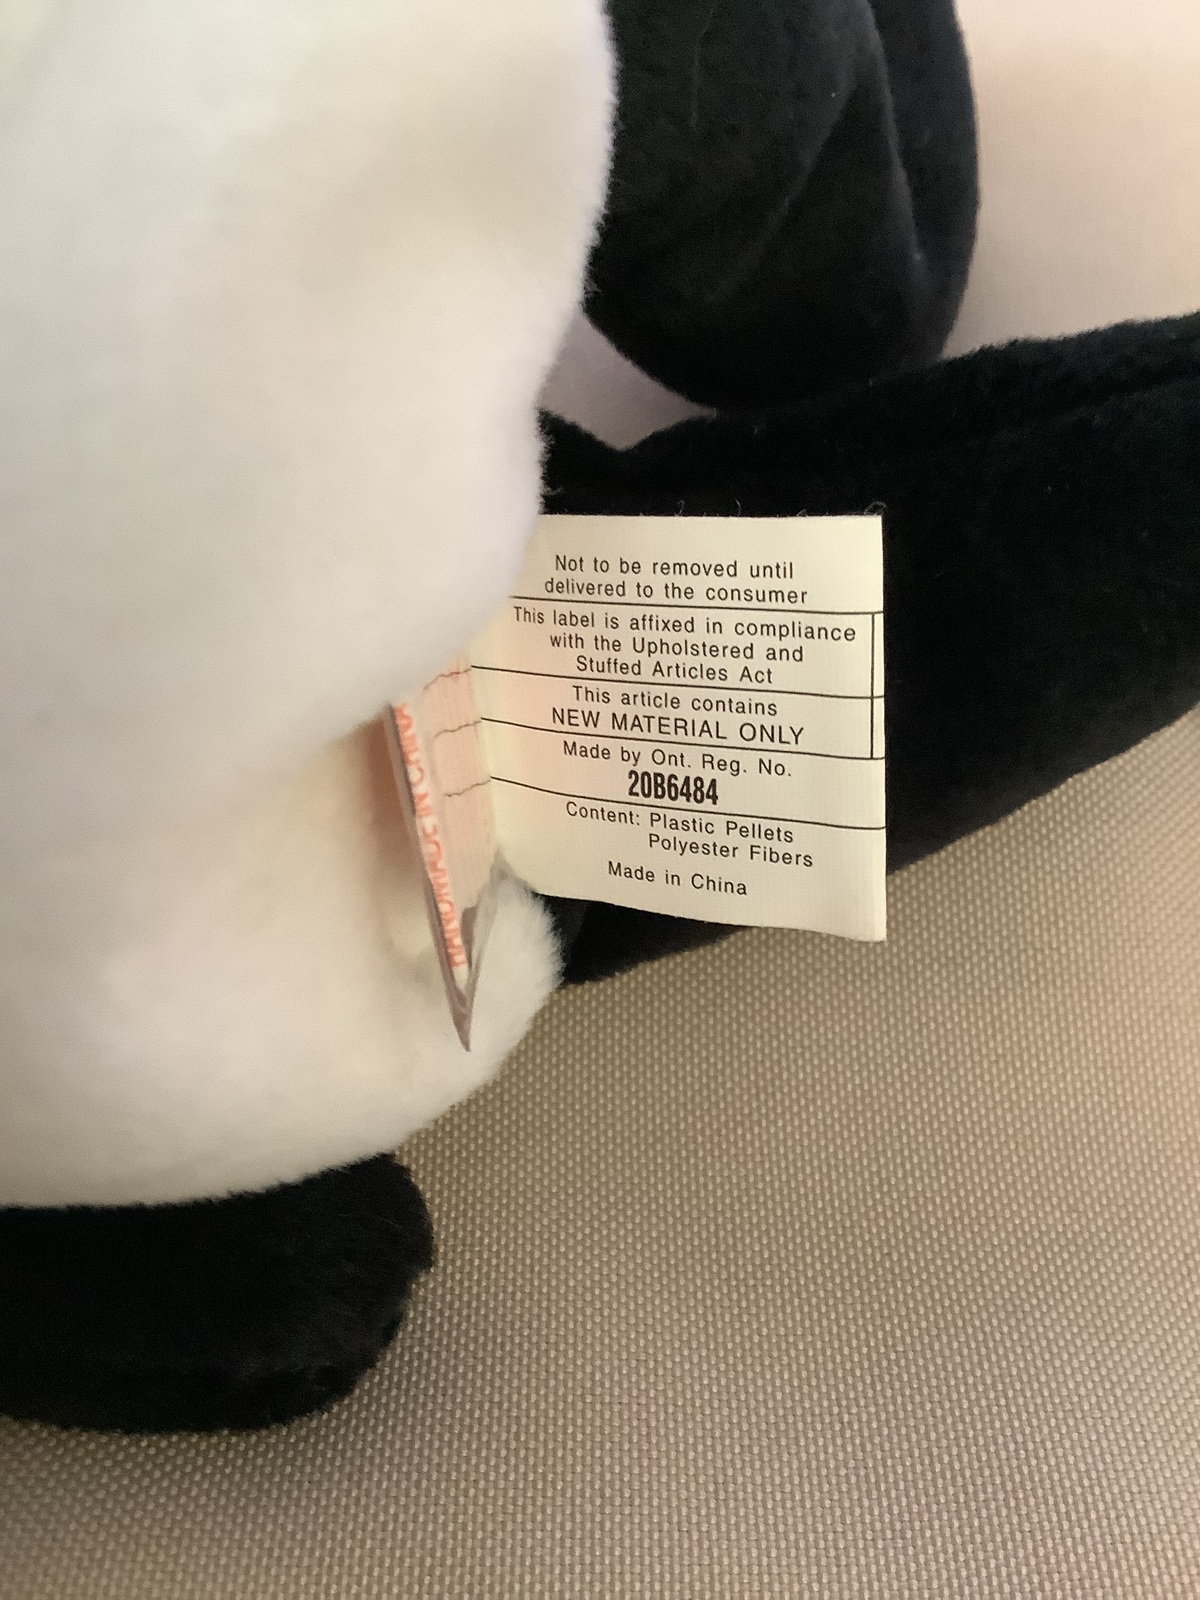 Not to be removed until
delivered to the consumer
This label is affixed in compliance
with the Upholstered and
Stuffed Articles Act
This article contains
NEW MATERIAL ONLY
Made by Ont. Reg. No.
20B6484
Content: Plastic Pellets
Polyester Fibers
Made in China